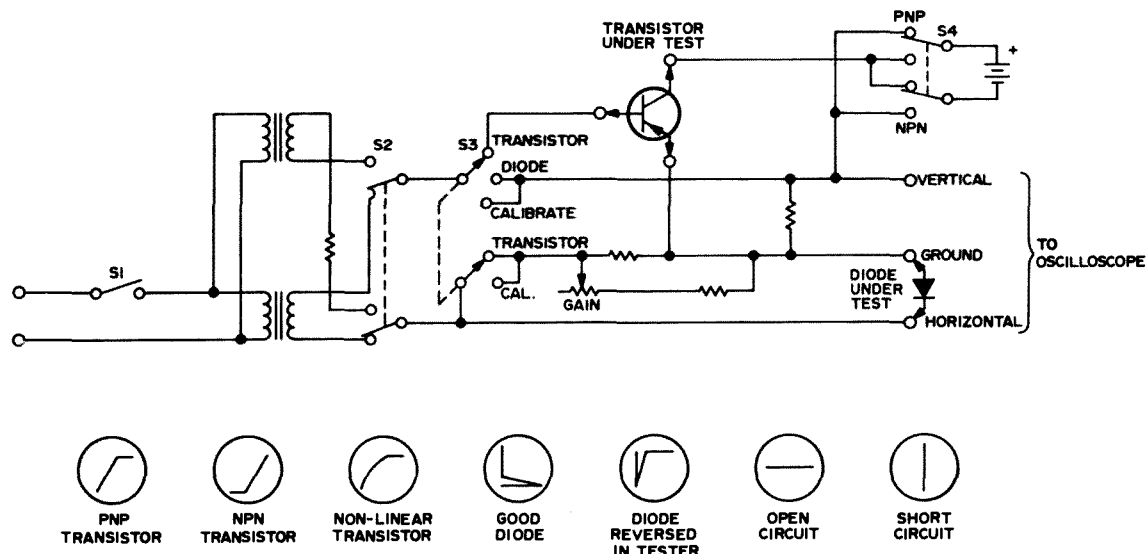 TRANSISTOR
UNDER TEST
PNP
S4
+
NPN
S2
S3
TRANSISTOR
DIODE
CALIBRATE
VERTICAL
TRANSISTOR
GROUND
TO
OSCILLOSCOPE
S1
CAL.
GAIN
DIODE
UNDER
TEST
HORIZONTAL
PNP
TRANSISTOR
NPN
TRANSISTOR
NON-LINEAR
TRANSISTOR
GOOD
DIODE
DIODE
REVERSED
IN TESTER
OPEN
CIRCUIT
SHORT
CIRCUIT